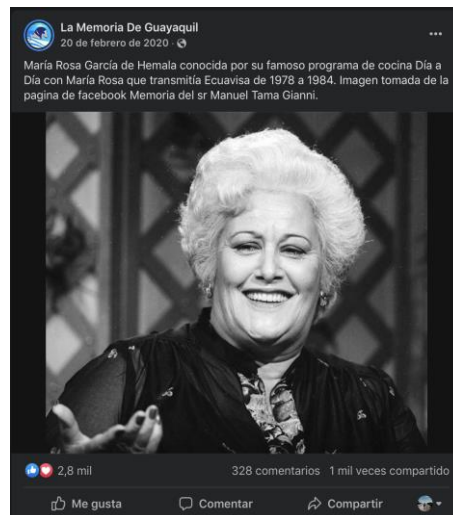 La Memoria De Guayaquil
20 de febrero de 2020 ·
María Rosa García de Hemala conocida por su famoso programa de cocina Día a
Día con María Rosa que transmitía Ecuavisa de 1978 a 1984. Imagen tomada de la
pagina de facebook Memoria del sr Manuel Tama Gianni.
2,8 mil 328 comentarios 1 mil veces compartido
Me gusta Comentar Compartir